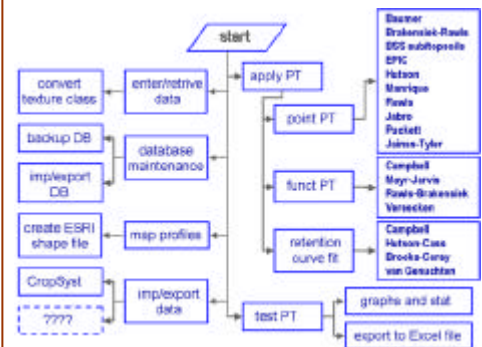 start
convert
texture class
enter/retrive
data
apply PT
backup DB
database
maintenance
imp/export
DB
create ESRI
shape file
map profiles
CropSyst
imp/export
data
????
point PT
funct PT
retention
curve fit
test PT
Baumer
Brakensiek-Rawls
BSS subitopsoils
EPIC
Hutson
Manrique
Rawls
Jabro
Puckett
Jaines-Tyler
Campbell
Mayr-Jarvis
Rawls-Brakensiek
Vereecken
Campbell
Hutson-Cass
Brooks-Corey
van Genuchten
graphs and stat
export to Excel file